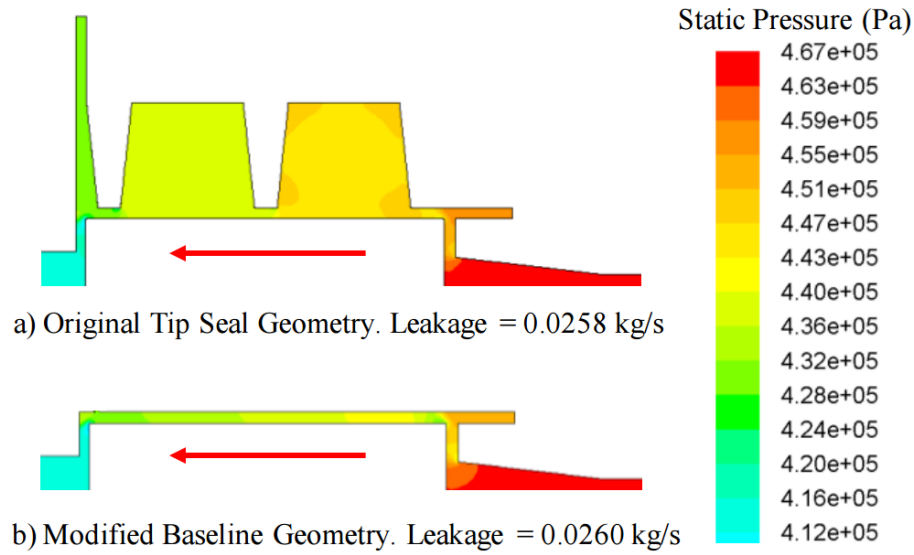 Static Pressure (Pa)
4.67e+05
4.63e+05
4.59e+05
4.55e+05
4.51e+05
4.47e+05
4.43e+05
4.40e+05
4.36e+05
4.32e+05
4.28e+05
4.24e+05
4.20e+05
4.16e+05
4.12e+05
a) Original Tip Seal Geometry. Leakage = 0.0258 kg/s
b) Modified Baseline Geometry. Leakage = 0.0260 kg/s